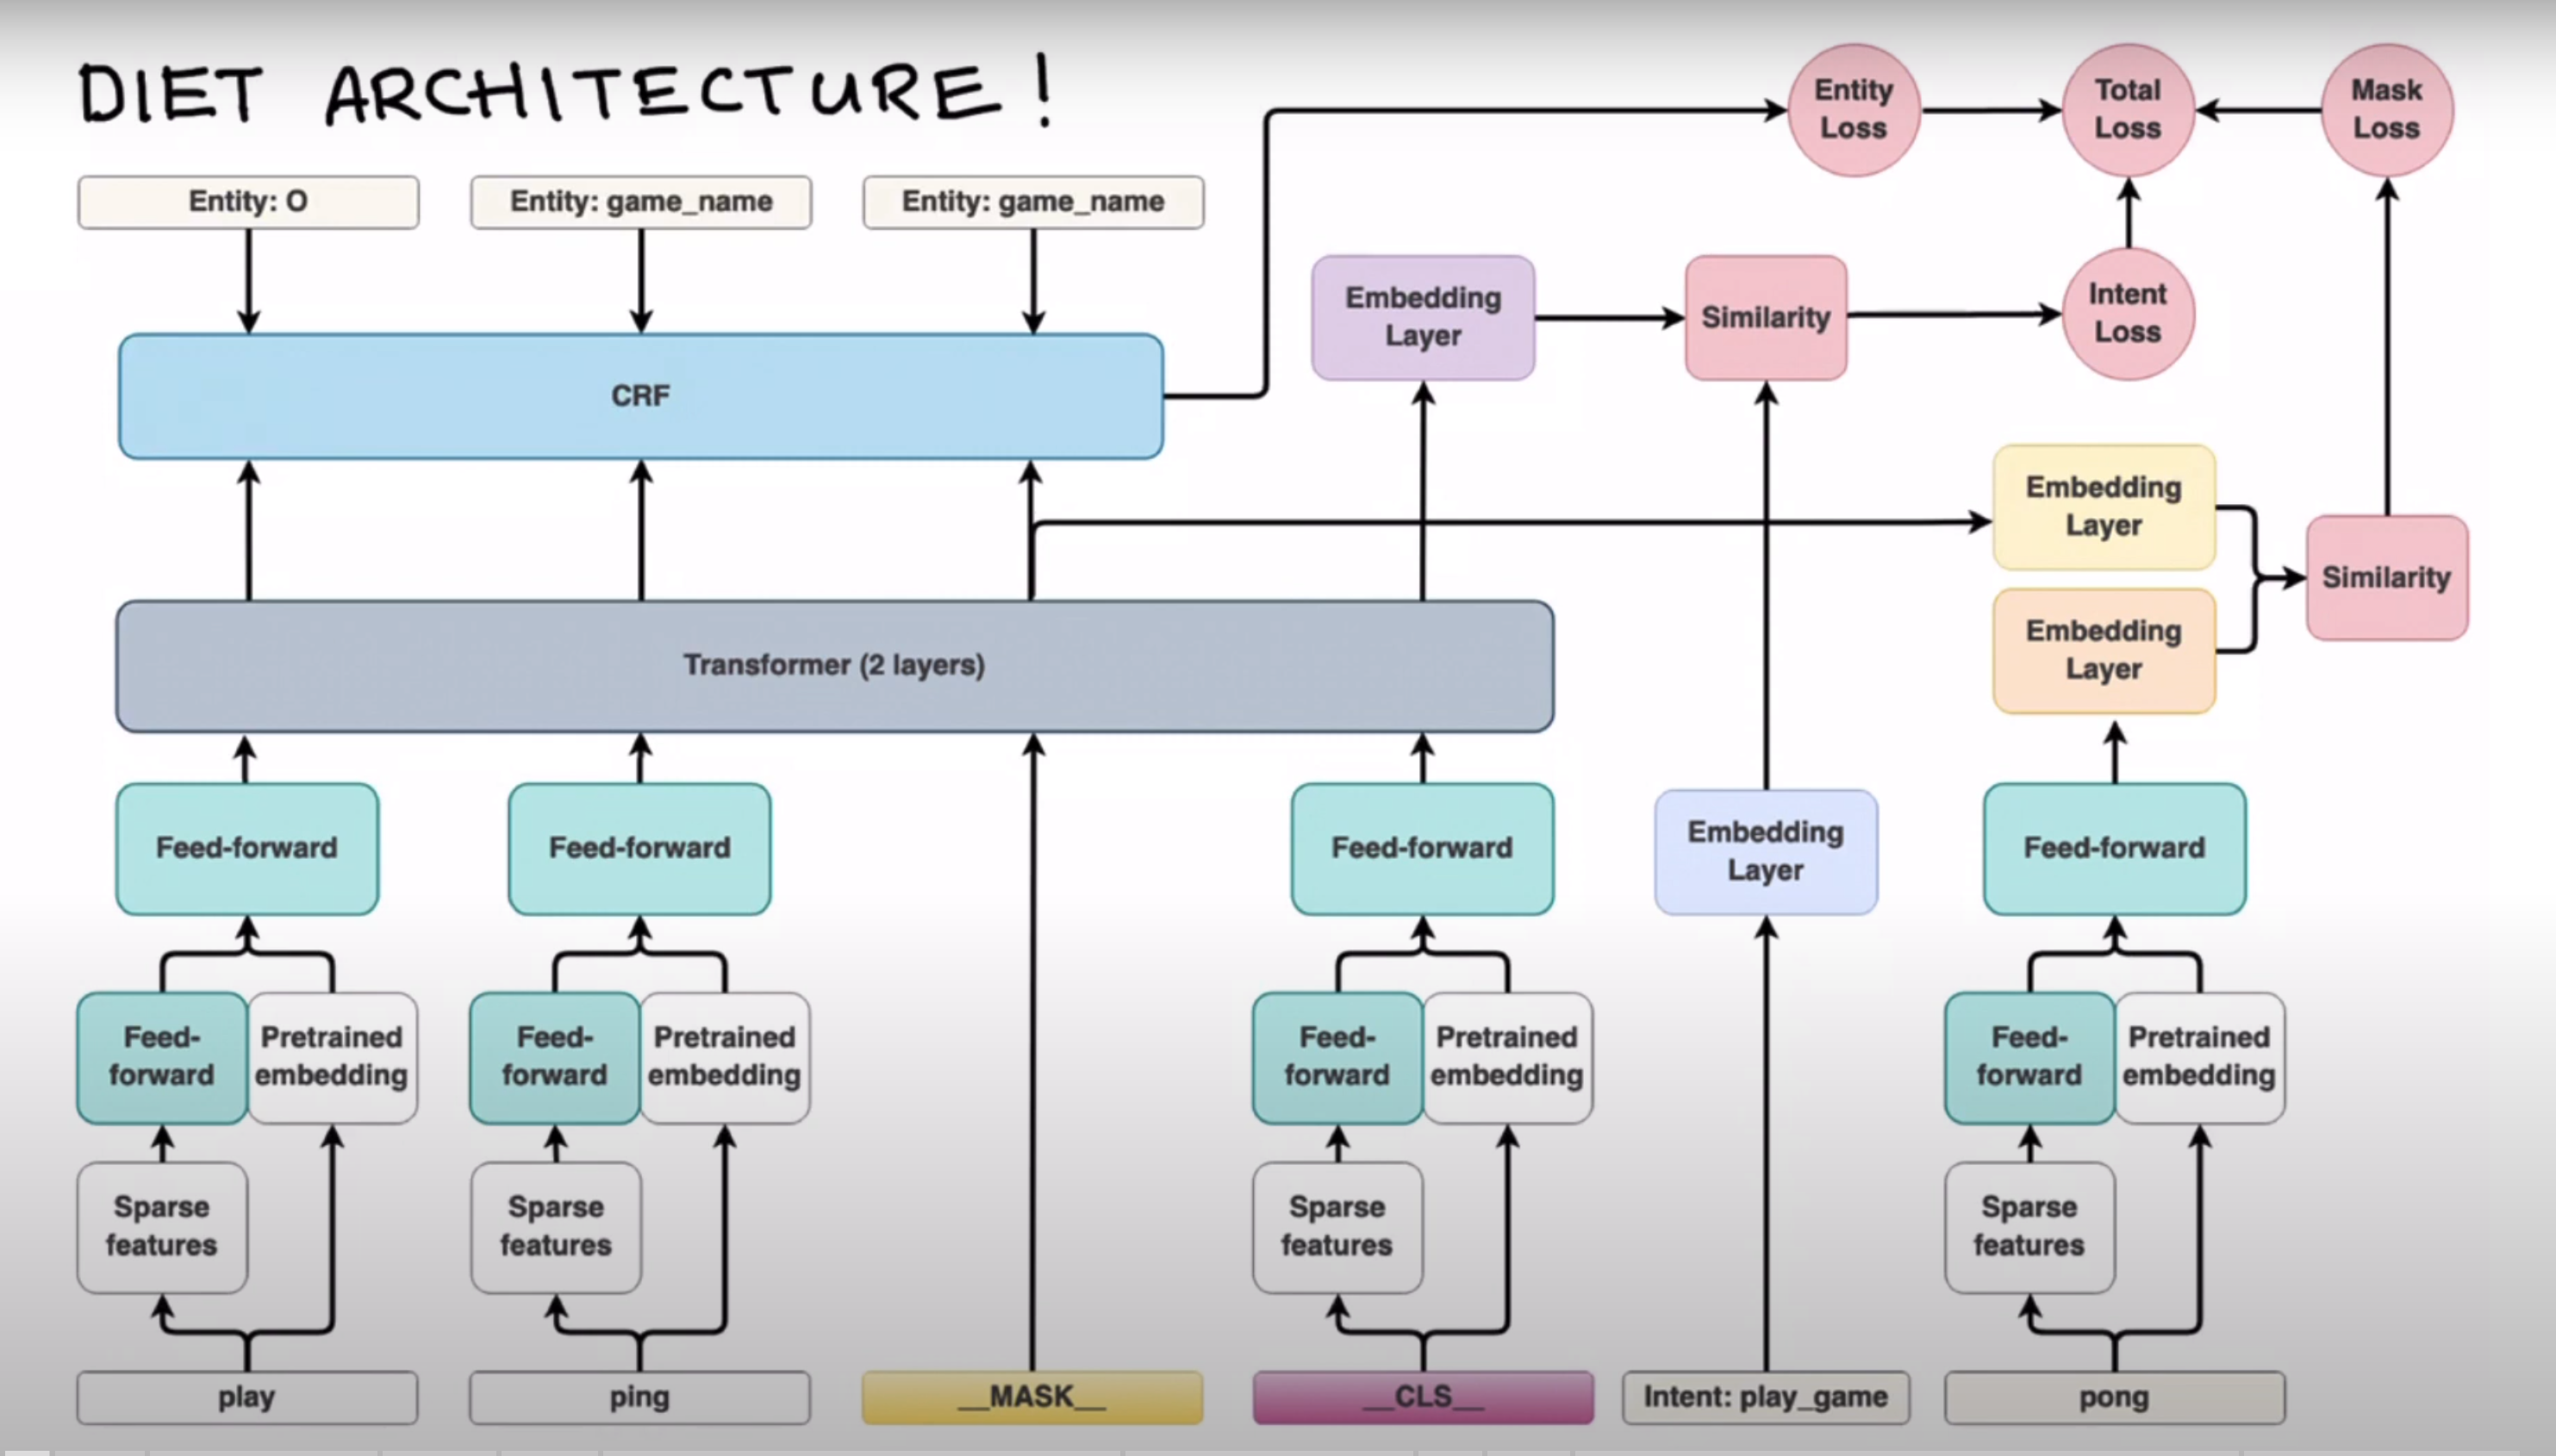 DIET ARCHITECTURE!
Entity
Loss
Total
Loss
Mask
Loss
Entity: O
Entity: game_name
Entity: game_name
Embedding
Layer
Similarity
Intent
Loss
CRF
Embedding
Layer
Similarity
Embedding
Layer
Transformer (2 layers)
Feed-forward
Feed-forward
Feed-forward
Embedding
Layer
Feed-forward
Feed-
forward
Pretrained
embedding
Feed-
forward
Pretrained
embedding
Feed-
forward
Pretrained
embedding
Feed-
forward
Pretrained
embedding
Sparse
features
Sparse
features
Sparse
features
Sparse
features
play
ping
__MASK__
__CLS__
Intent: play_game
pong